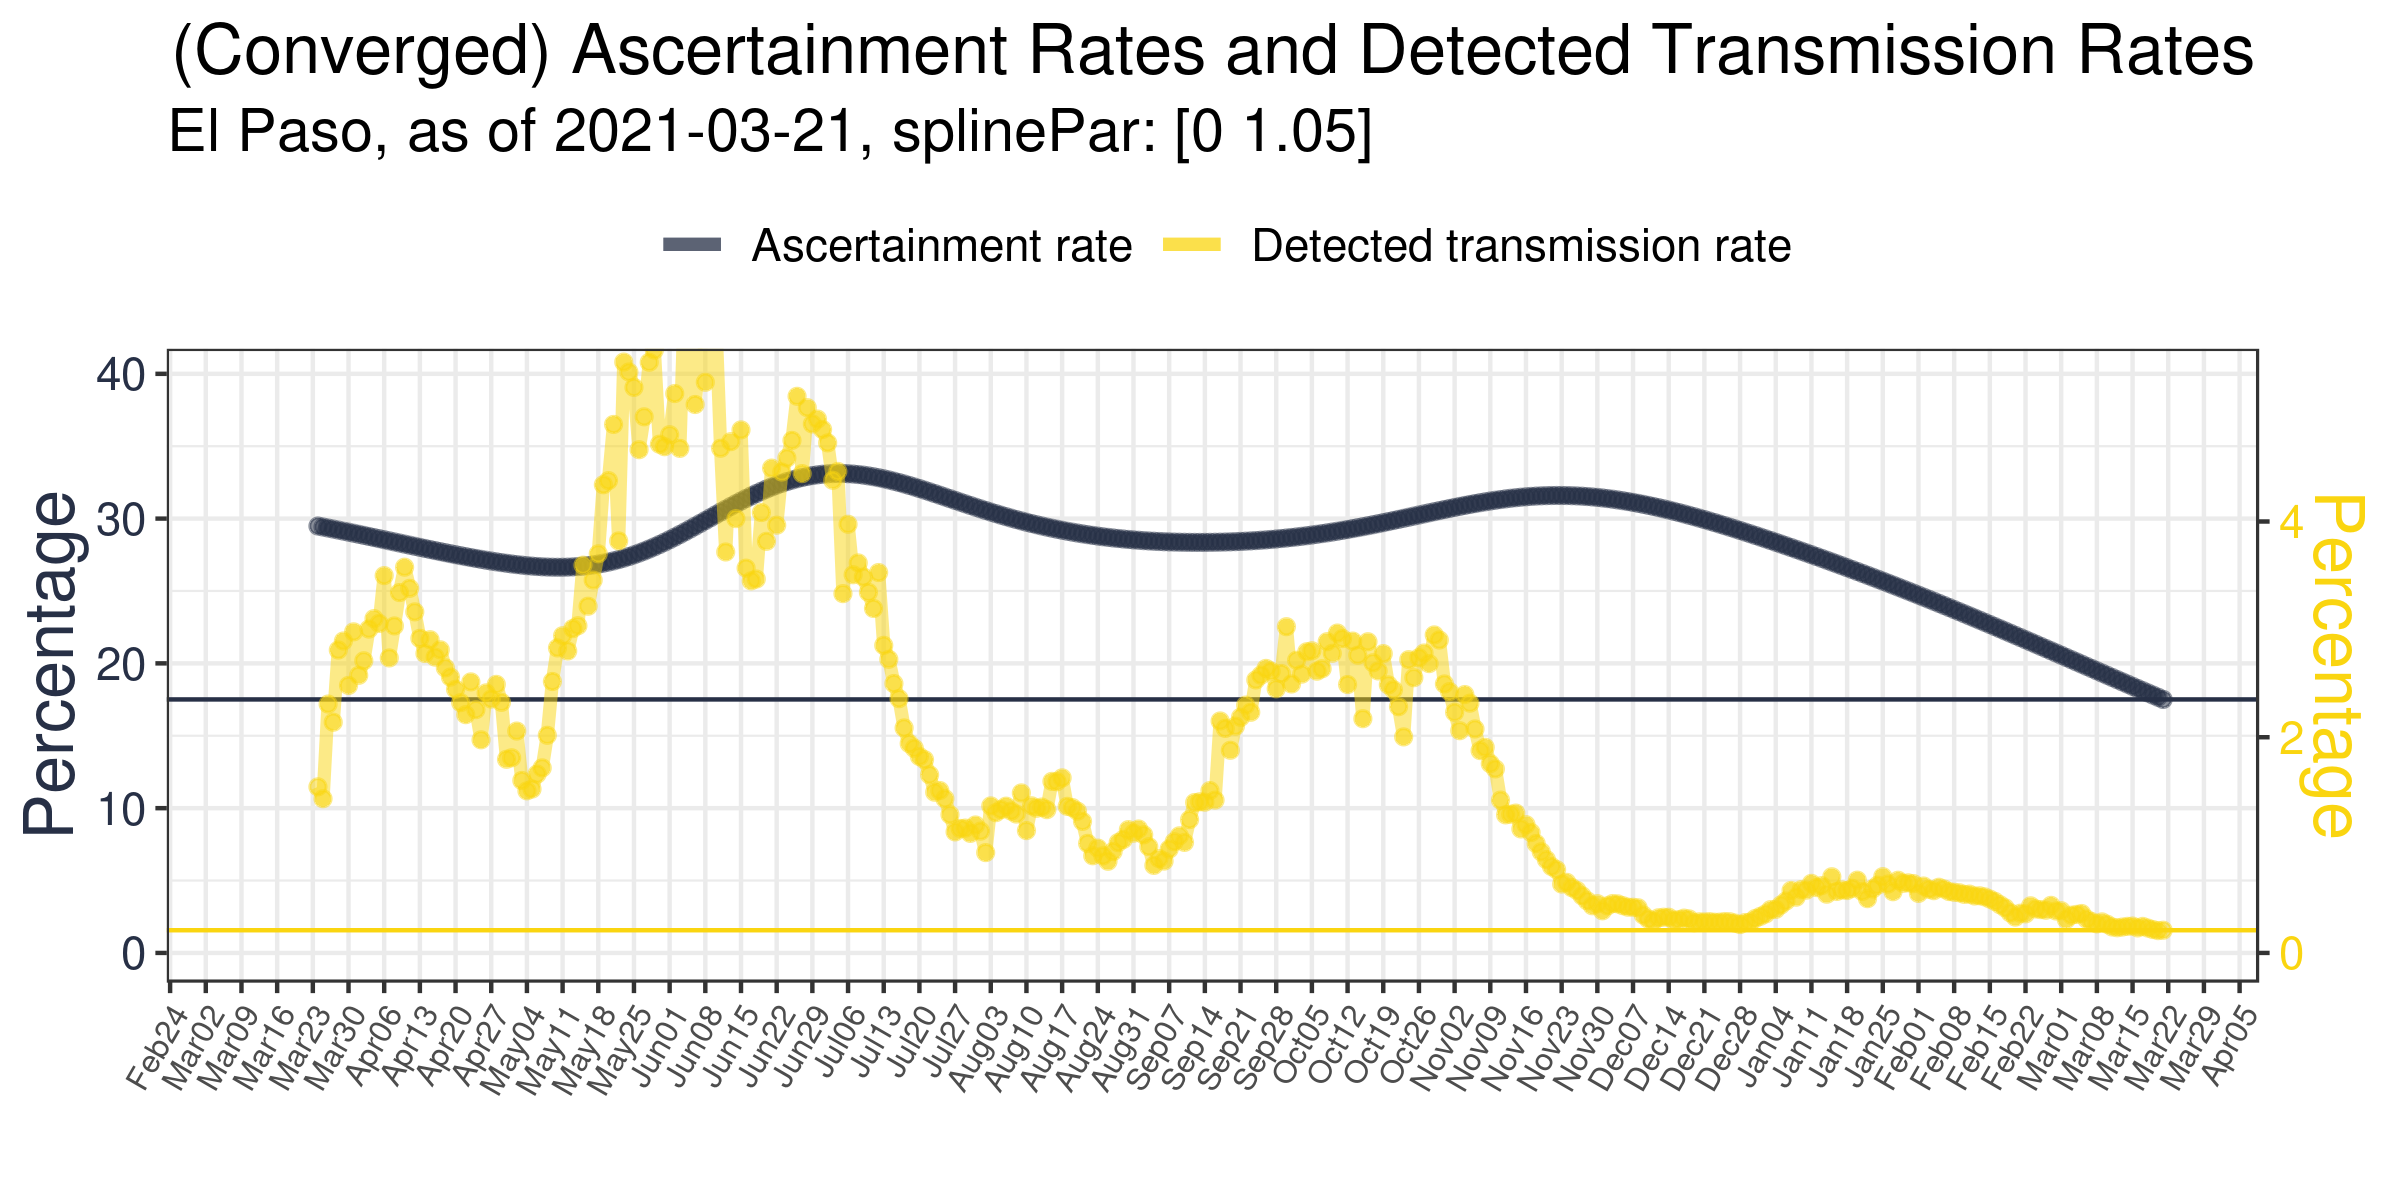 (Converged) Ascertainment Rates and Detected Transmission Rates
El Paso, as of 2021-03-21, splinePar: [0 1.05]
Ascertainment rate Detected transmission rate
Percentage
40
30
20
10
0
4
2
0
Percentage
Feb24 Mar02 Mar09 Mar16 Mar23 Mar30 Apr06 Apr13 Apr20 Apr27 May04 May11 May18 May25 Jun01 Jun08 Jun15 Jun22 Jun29 Jul06 Jul13 Jul20 Jul27 Aug03 Aug10 Aug17 Aug24 Aug31 Sep07 Sep14 Sep21 Sep28 Oct05 Oct12 Oct19 Oct26 Nov02 Nov09 Nov16 Nov23 Nov30 Dec07 Dec14 Dec21 Dec28 Jan04 Jan11 Jan18 Jan25 Feb01 Feb08 Feb15 Feb22 Mar01 Mar08 Mar15 Mar22 Mar29 Apr05